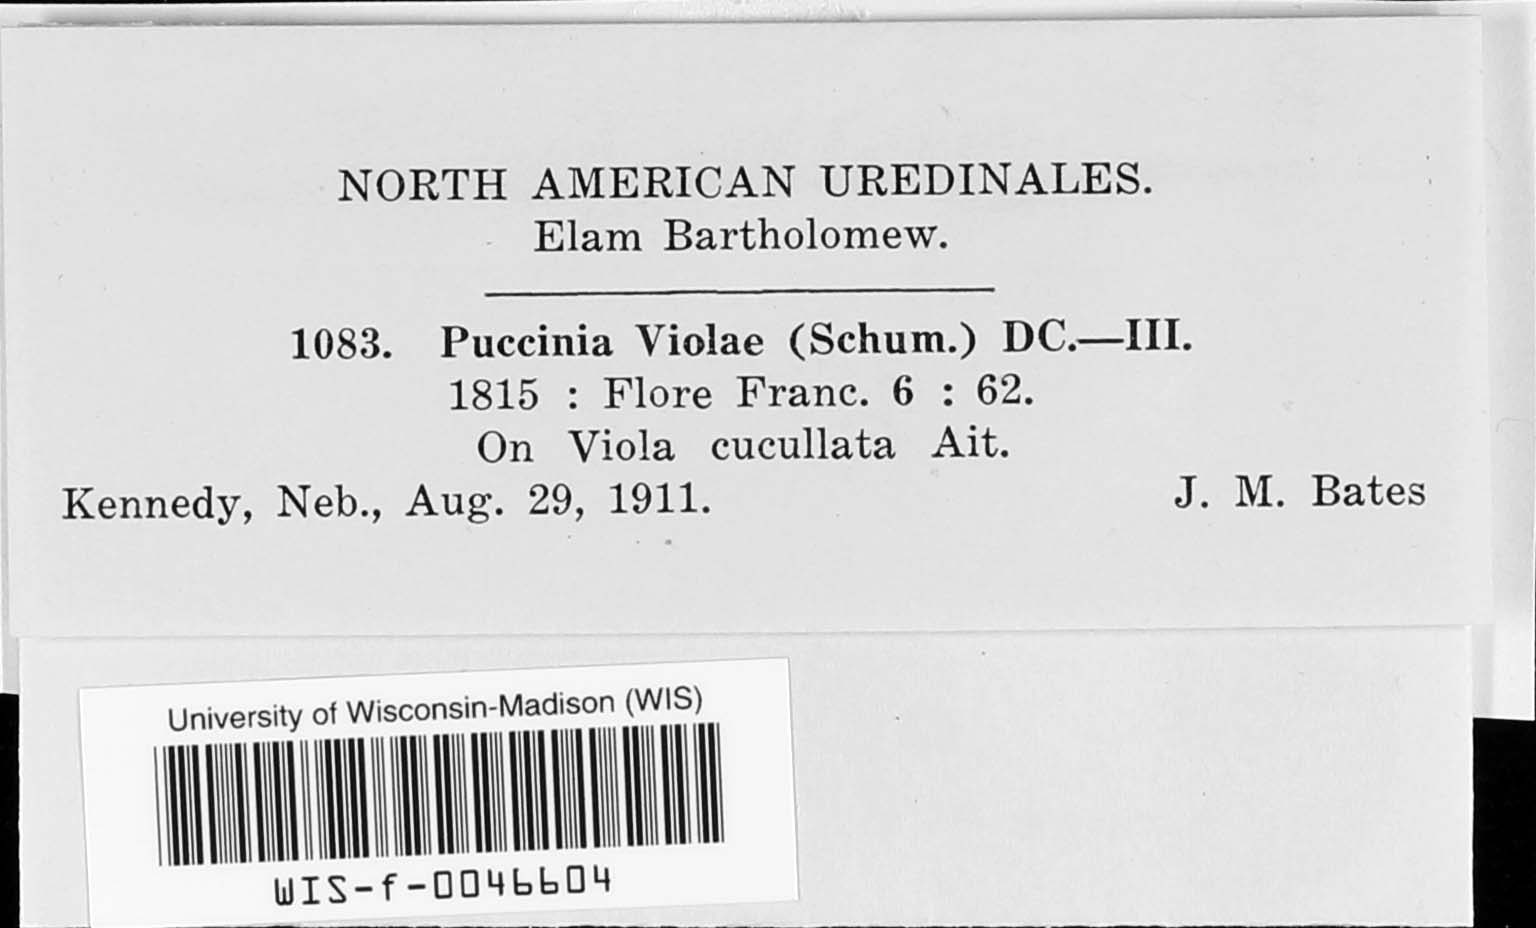 NORTH AMERICAN UREDINALES.
Elam Bartholomew.
1083. Puccinia Violae (Schum.) DC.—III.
1815 : Flore Franc. 6 : 62.
On Viola cucullata Ait.
Kennedy, Neb., Aug. 29, 1911. J. M. Bates
University of Wisconsin-Madison (WIS)
WIS-f-0046604